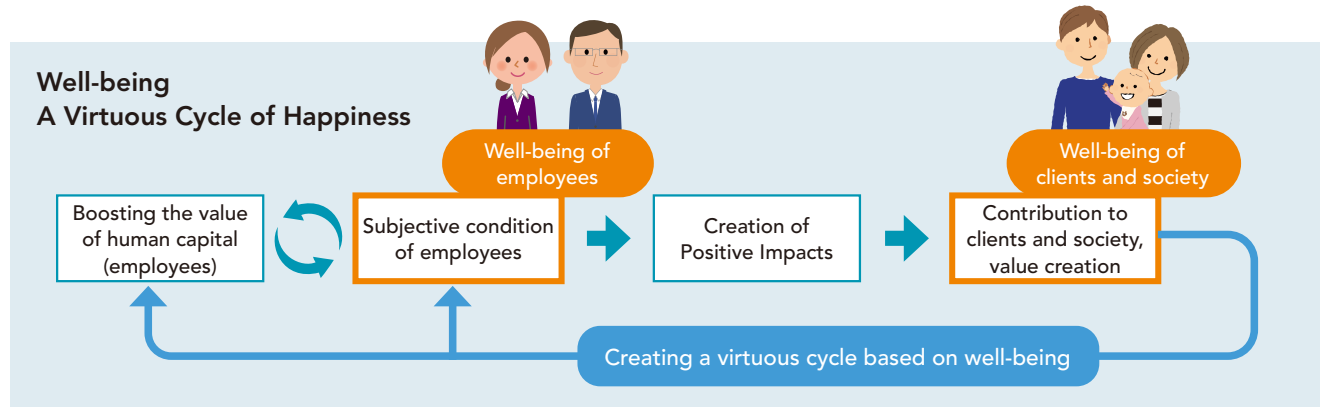 Well-being
A Virtuous Cycle of Happiness
Well-being of
employees
Well-being of
clients and society
Boosting the value
of human capital
(employees)
Subjective condition
of employees
Creation of
Positive Impacts
Contribution to
clients and society,
value creation
Creating a virtuous cycle based on well-being